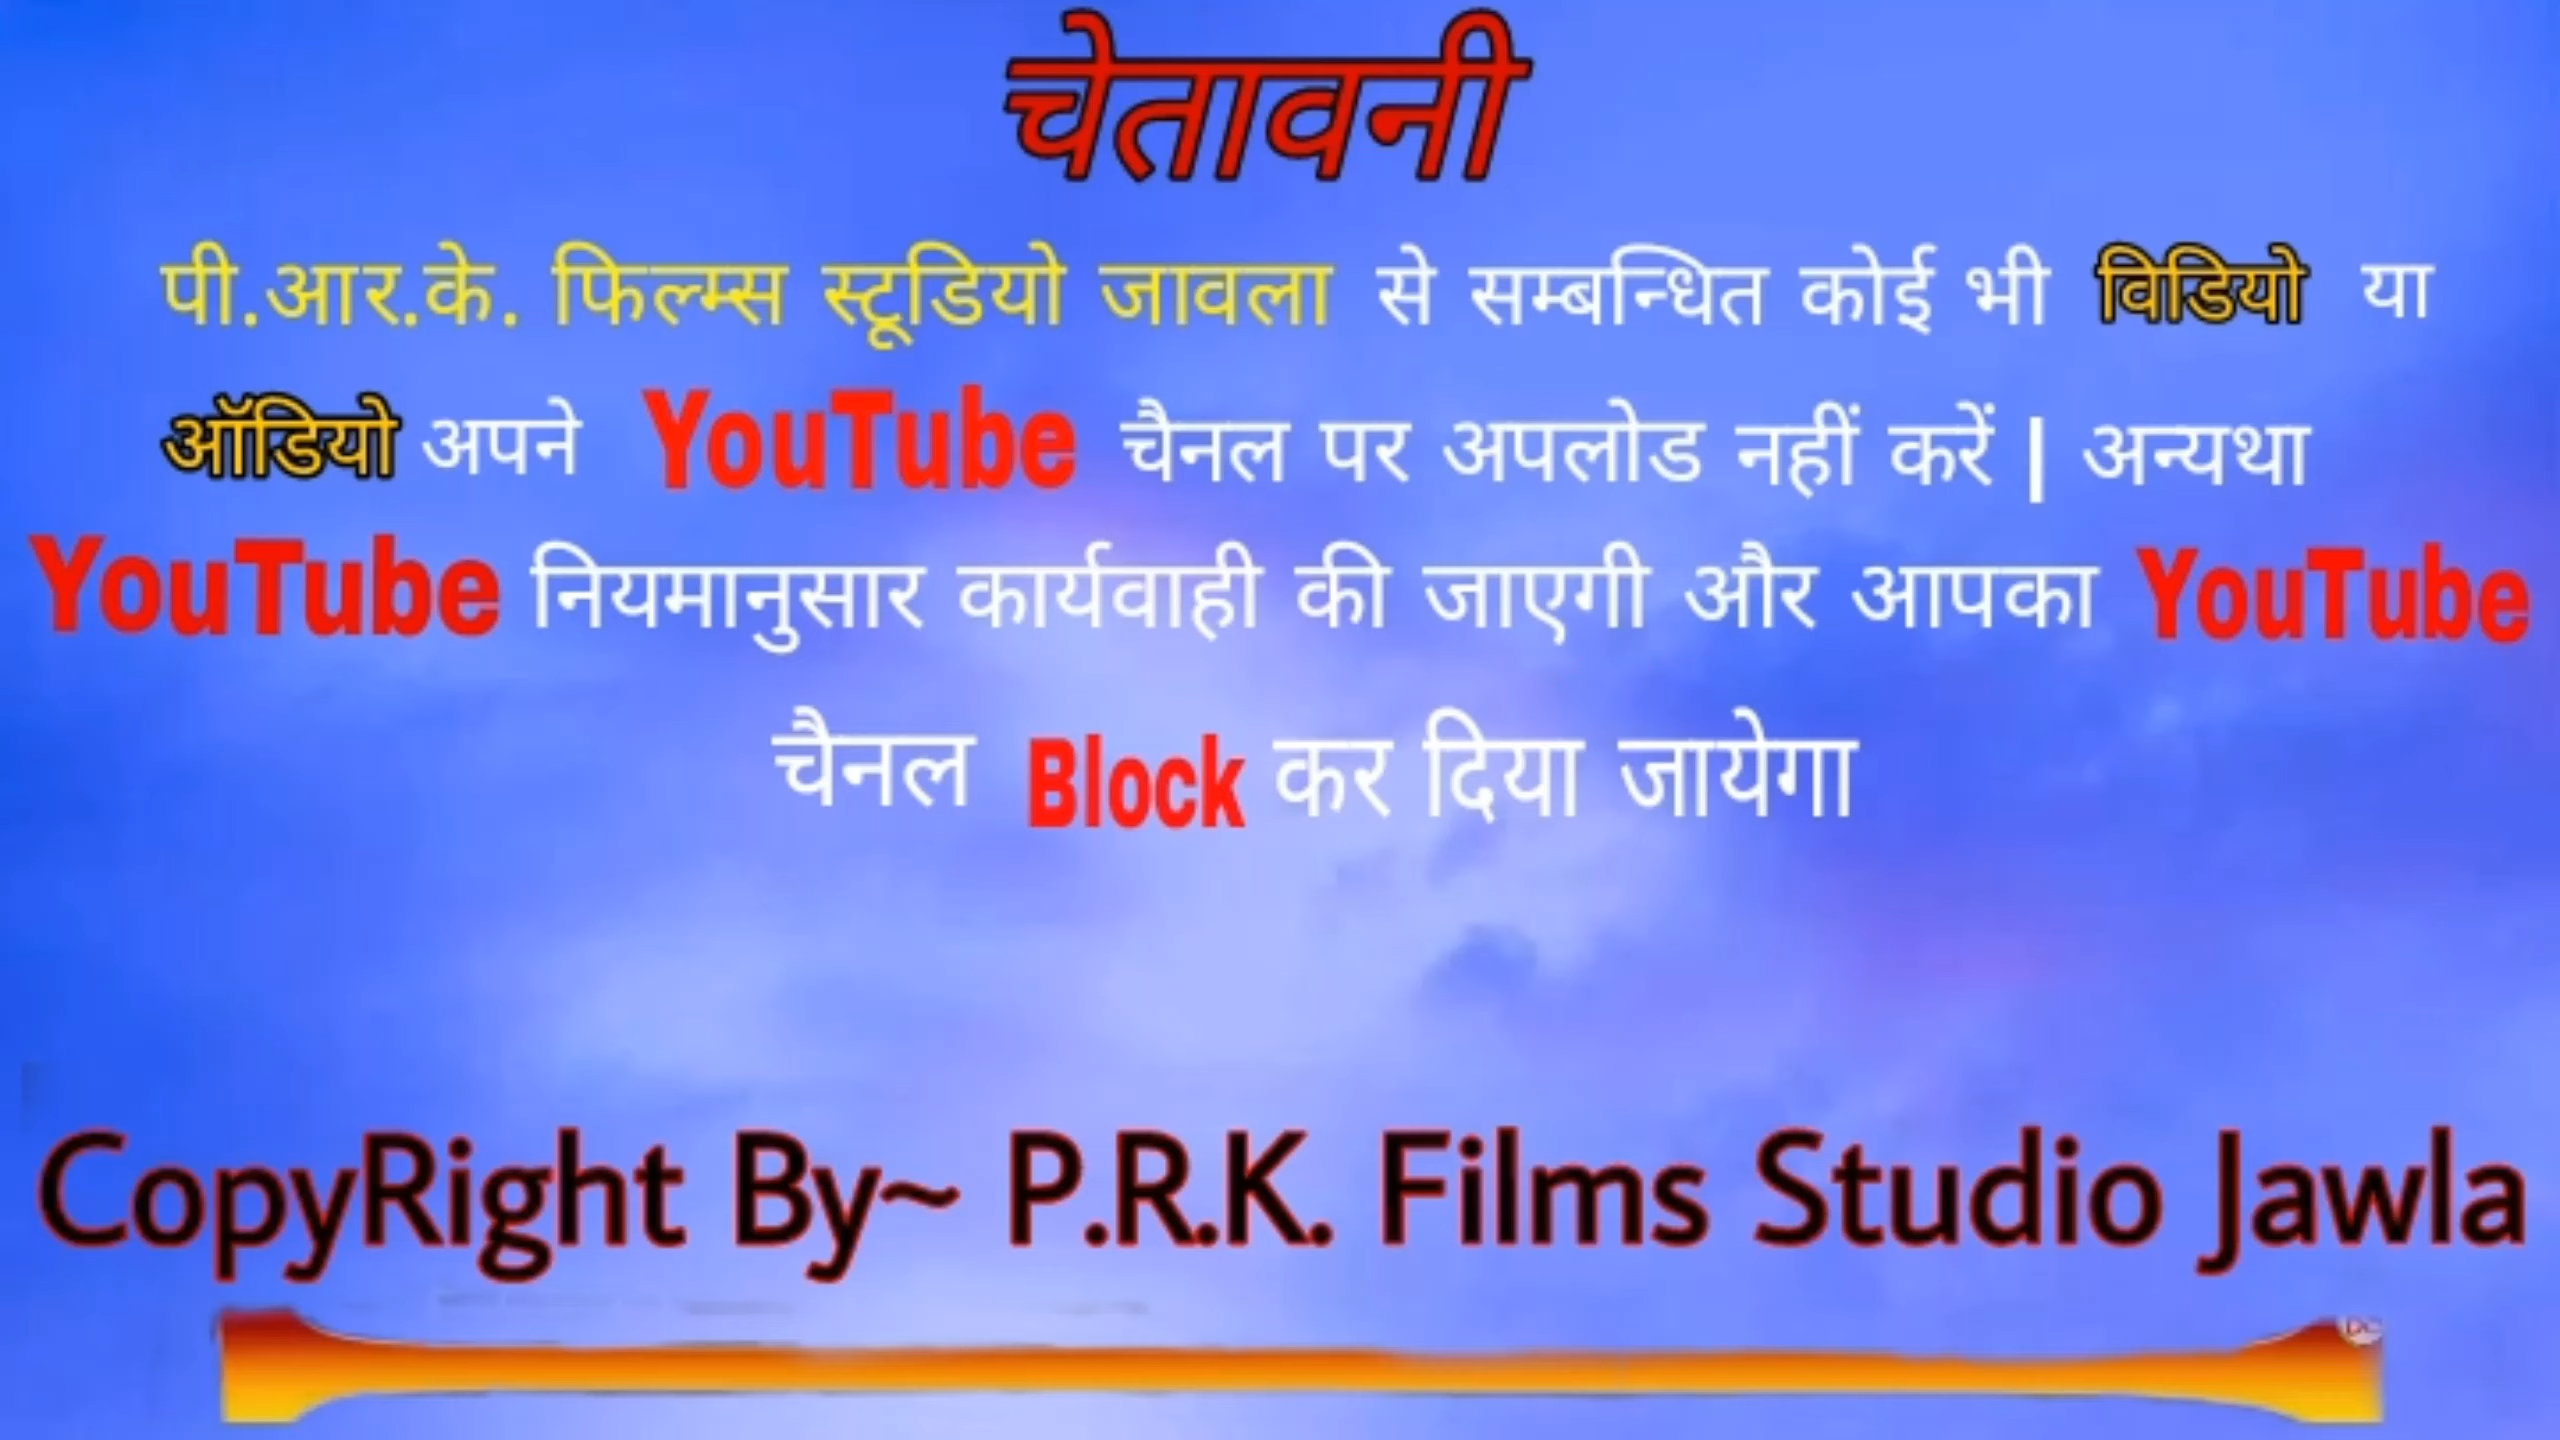 चेतावनी
पी.आर.के. फिल्म्स स्टूडियो जावला से सम्बन्धित कोई भी विडियो या
ऑडियो अपने YouTube चैनल पर अपलोड नहीं करें | अन्यथा
YouTube नियमानुसार कार्यवाही की जाएगी और आपका YouTube
चैनल Block कर दिया जायेगा
CopyRight By~ P.R.K. Films Studio Jawla